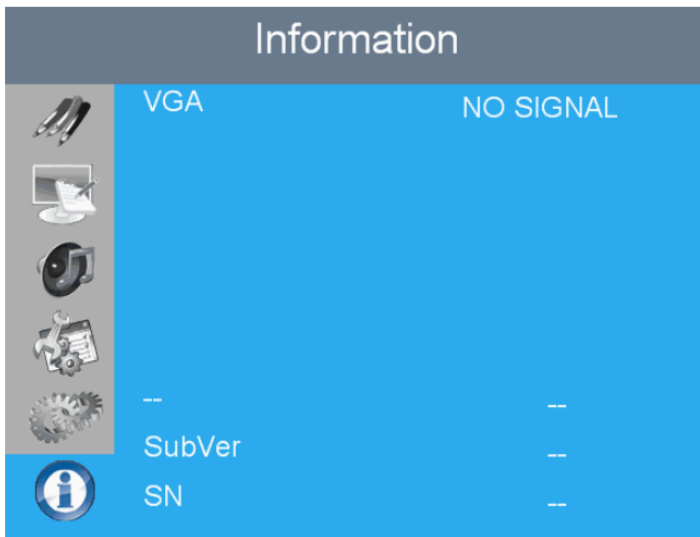 Information
VGA NO SIGNAL
-- --
SubVer --
SN --